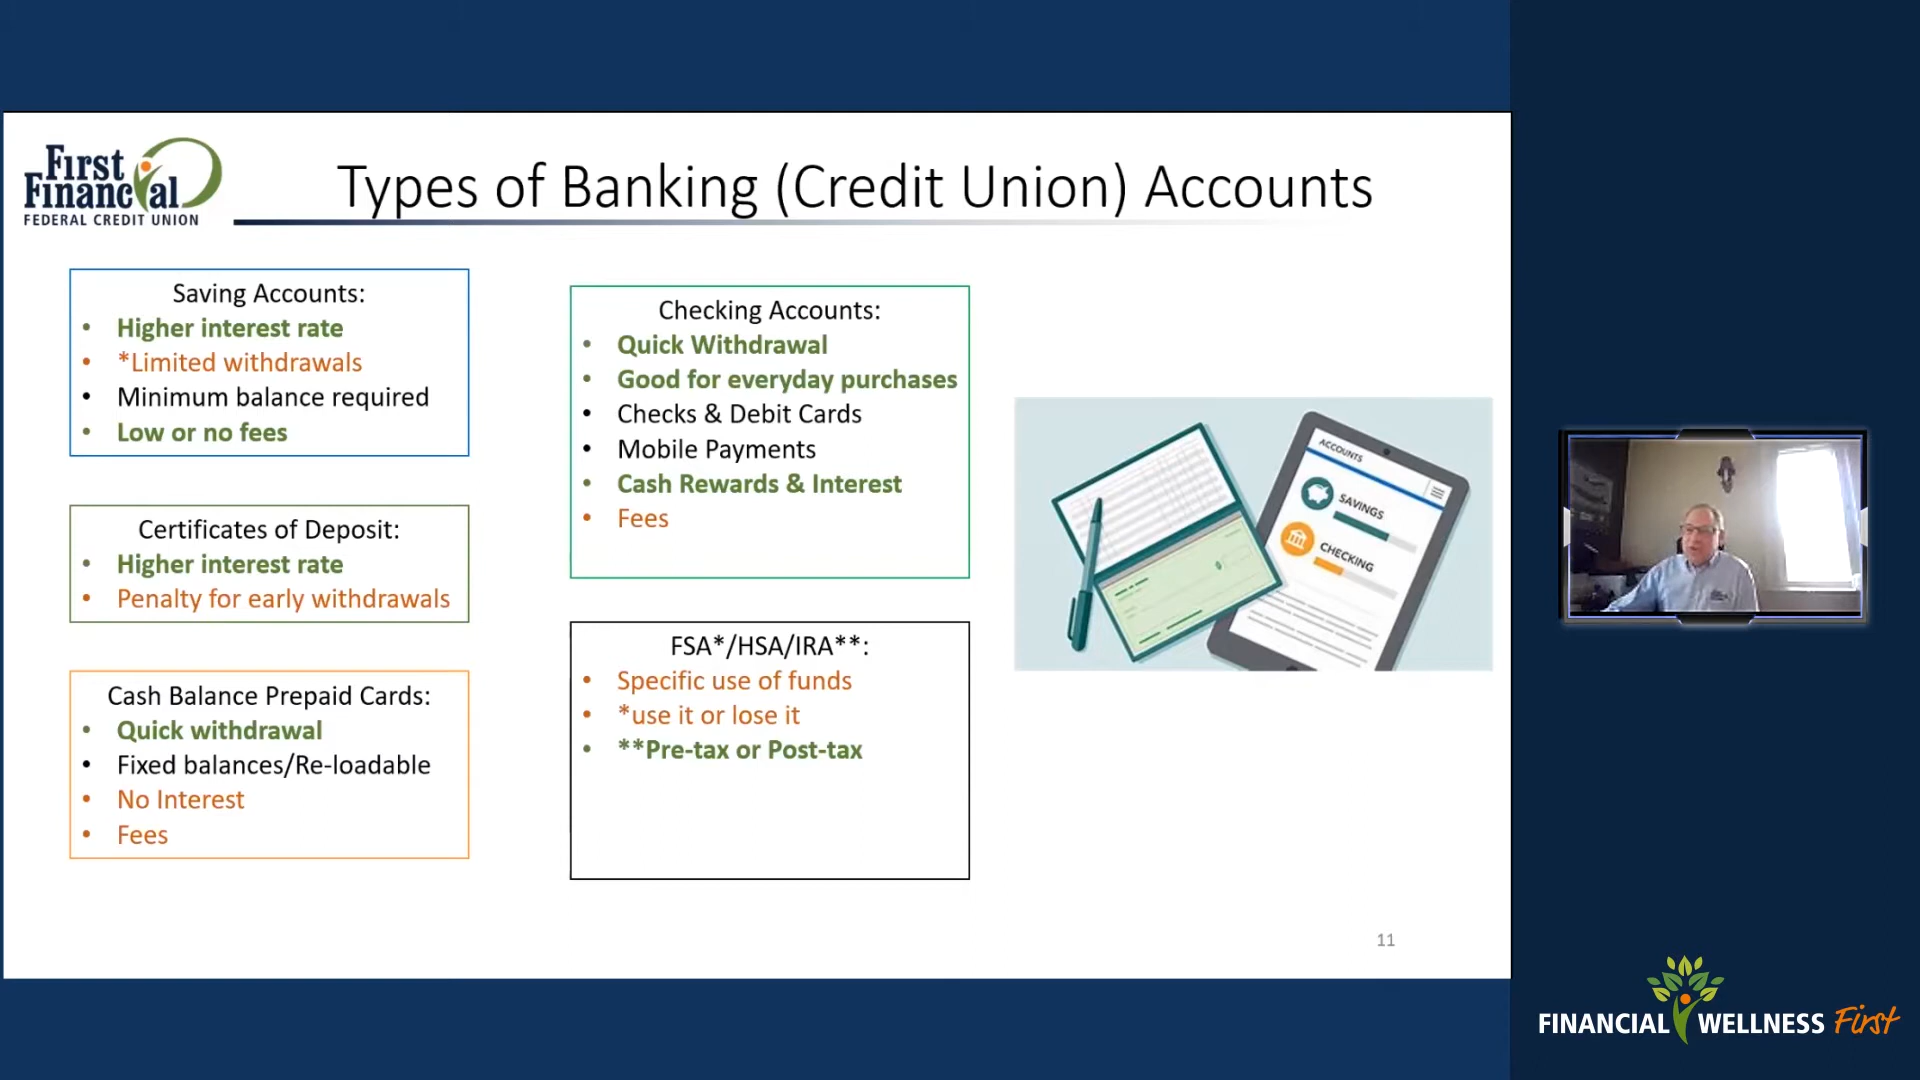 First
Financial
FEDERAL CREDIT UNION
Types of Banking (Credit Union) Accounts
Saving Accounts:
• Higher interest rate
• *Limited withdrawals
• Minimum balance required
• Low or no fees
Certificates of Deposit:
• Higher interest rate
• Penalty for early withdrawals
Cash Balance Prepaid Cards:
• Quick withdrawal
• Fixed balances/Re-loadable
• No Interest
• Fees
Checking Accounts:
• Quick Withdrawal
• Good for everyday purchases
• Checks & Debit Cards
• Mobile Payments
• Cash Rewards & Interest
• Fees
FSA*/HSA/IRA**:
• Specific use of funds
• *use it or lose it
• **Pre-tax or Post-tax
ACCOUNTS
SAVINGS
CHECKING
11
FINANCIAL WELLNESS First